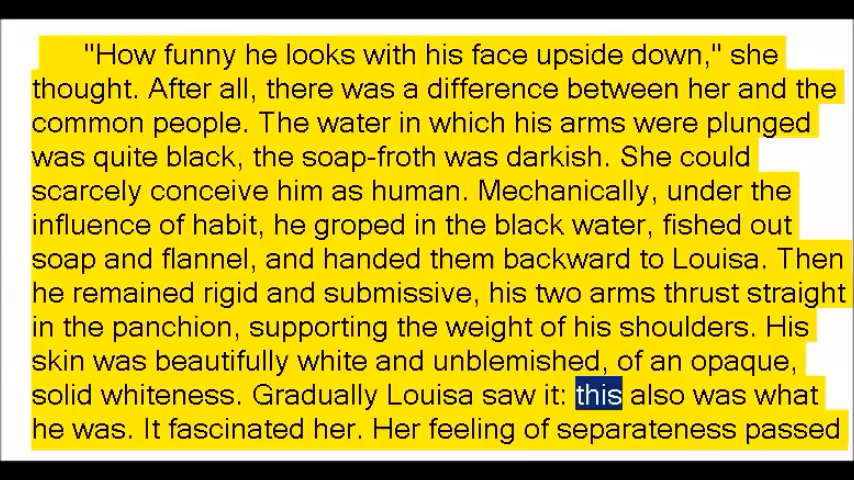 "How funny he looks with his face upside down," she
thought. After all, there was a difference between her and the
common people. The water in which his arms were plunged
was quite black, the soap-froth was darkish. She could
scarcely conceive him as human. Mechanically, under the
influence of habit, he groped in the black water, fished out
soap and flannel, and handed them backward to Louisa. Then
he remained rigid and submissive, his two arms thrust straight
in the panchion, supporting the weight of his shoulders. His
skin was beautifully white and unblemished, of an opaque,
solid whiteness. Gradually Louisa saw it: this also was what
he was. It fascinated her. Her feeling of separateness passed